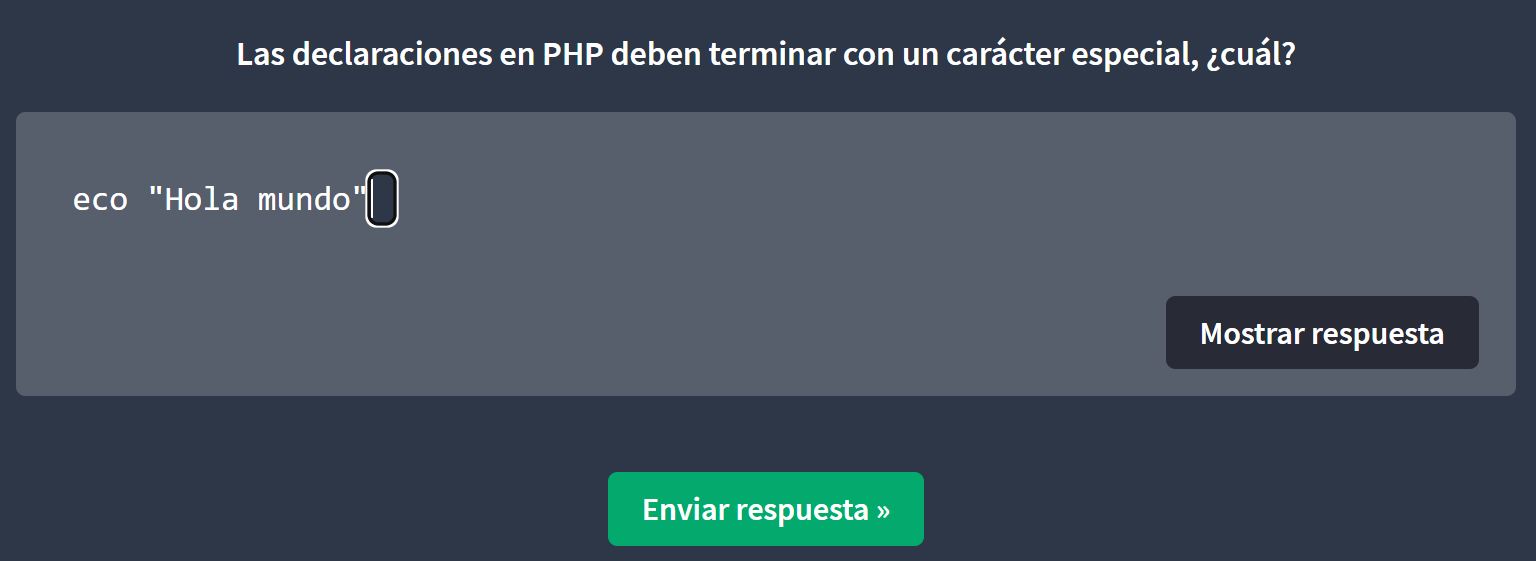 Las declaraciones en PHP deben terminar con un carácter especial, ¿cuál?
eco "Hola mundo"
Mostrar respuesta
Enviar respuesta »